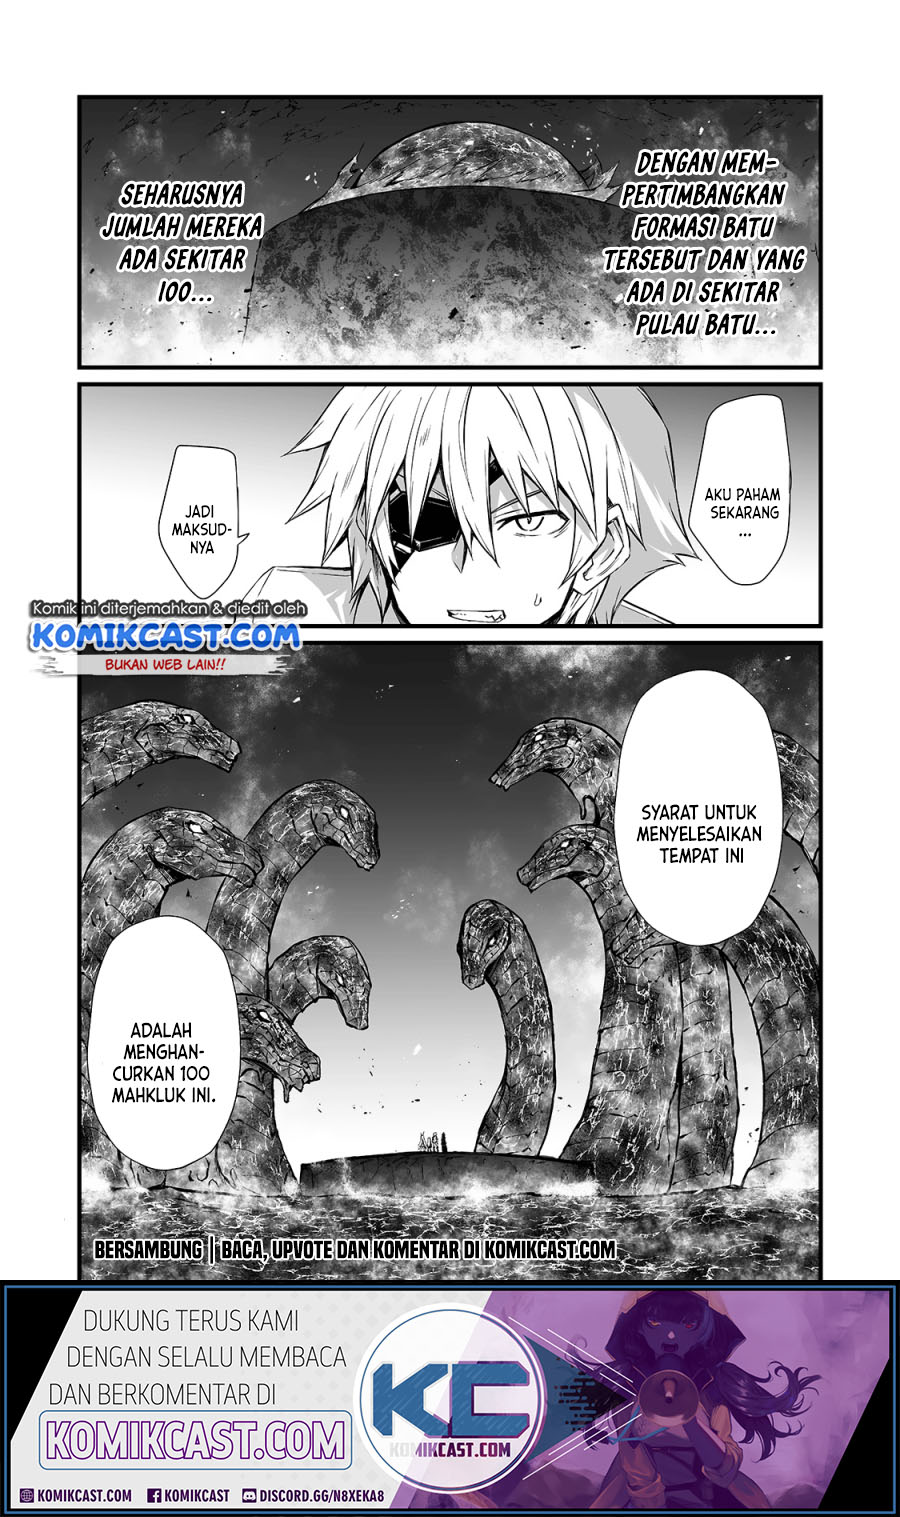 DENGAN MEM-
PERTIMBANGKAN
FORMASI BATU
TERSEBUT DAN YANG
ADA DI SEKITAR
PULAU BATU...
SEHARUSNYA
JUMLAH MEREKA
ADA SEKITAR
100...
AKU PAHAM
SEKARANG
...
JADI
MAKSUD-
NYA
Komik ini diterjemahkan & diedit oleh
KOMIKCAST.COM
BUKAN WEB LAIN!!
SYARAT UNTUK
MENYELESAIKAN
TEMPAT INI
ADALAH
MENGHAN-
CURKAN 100
MAHKLUK INI.
BERSAMBUNG | BACA, UPVOTE DAN KOMENTAR DI KOMIKCAST.COM
DUKUNG TERUS KAMI
DENGAN SELALU MEMBACA
DAN BERKOMENTAR DI
KOMIKCAST.COM
KC
KOMIKCAST.COM
KOMIKCAST.COM KOMIKCAST DISCORD.GG/N8XEKA8